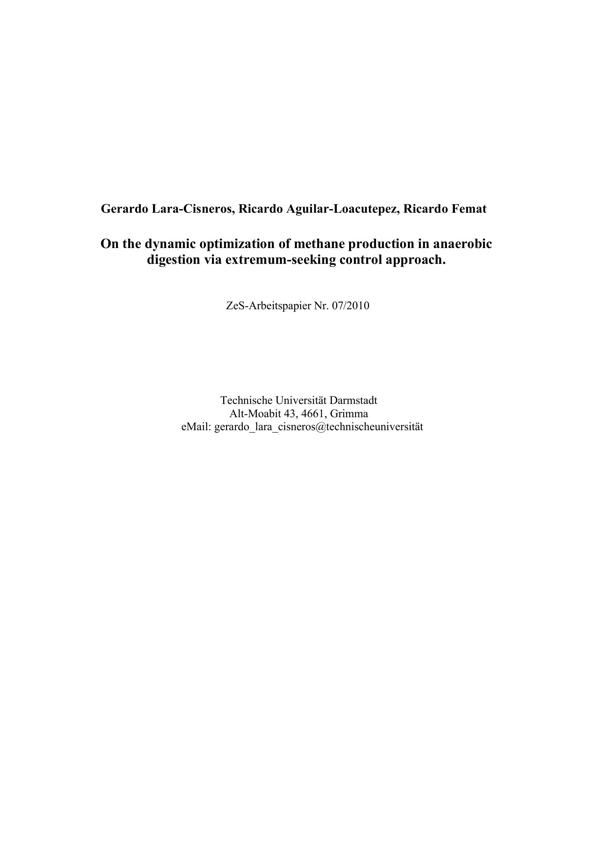 Gerardo Lara-Cisneros, Ricardo Aguilar-Loacutepez, Ricardo Femat
On the dynamic optimization of methane production in anaerobic
digestion via extremum-seeking control approach.
ZeS-Arbeitspapier Nr. 07/2010
Technische Universität Darmstadt
Alt-Moabit 43, 4661, Grimma
eMail: gerardo_lara_cisneros@technischeuniversität